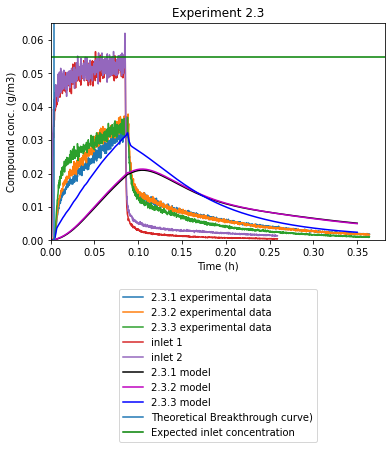 Experiment 2.3
0.06
0.05
0.04
0.03
0.02
0.01
0.00
Compound conc. (g/m3)
0.00 0.05 0.10 0.15 0.20 0.25 0.30 0.35
Time (h)
2.3.1 experimental data
2.3.2 experimental data
2.3.3 experimental data
inlet 1
inlet 2
2.3.1 model
2.3.2 model
2.3.3 model
Theoretical Breakthrough curve)
Expected inlet concentration